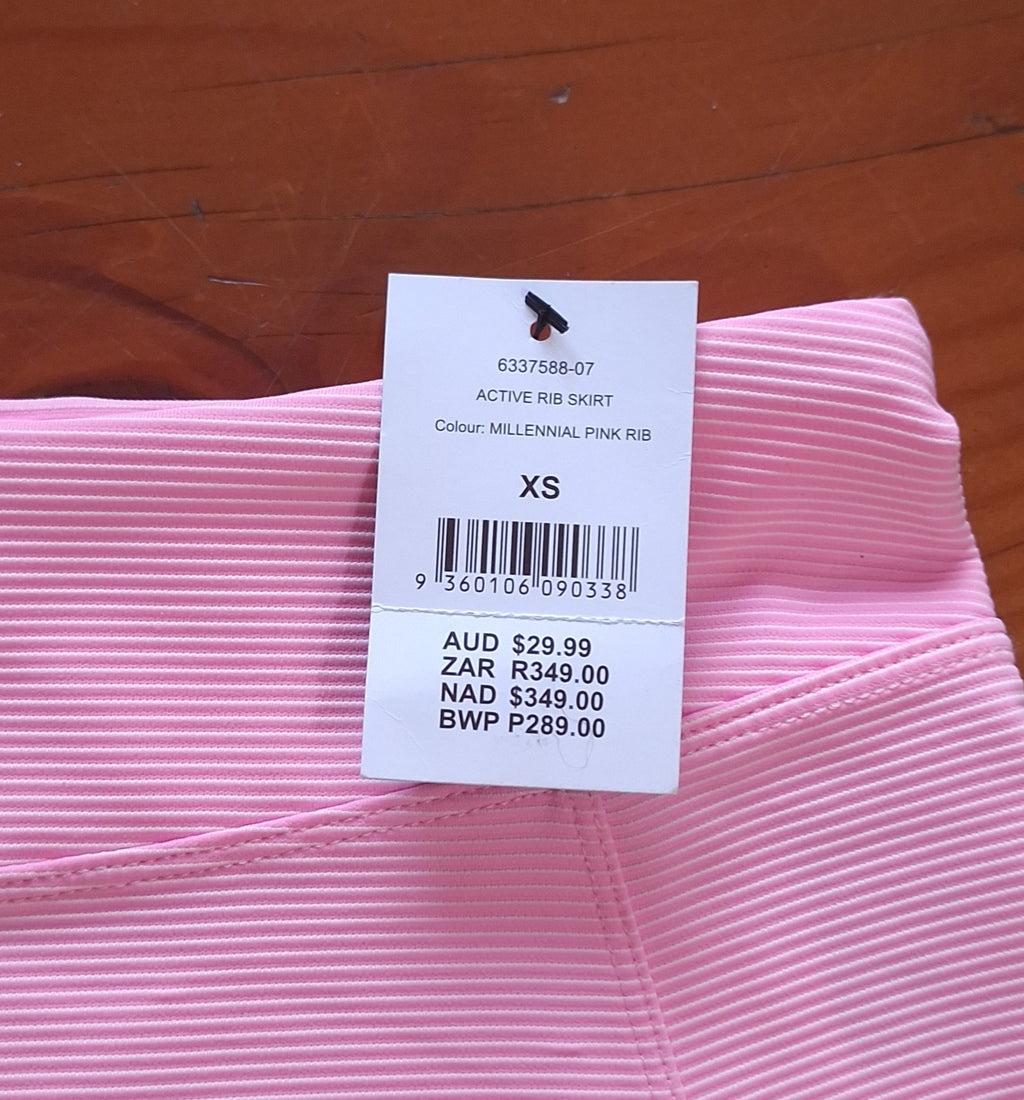 6337588-07
ACTIVE RIB SKIRT
Colour: MILLENNIAL PINK RIB
XS
9 360106 090338
AUD $29.99
ZAR R349.00
NAD $349.00
BWP P289.00